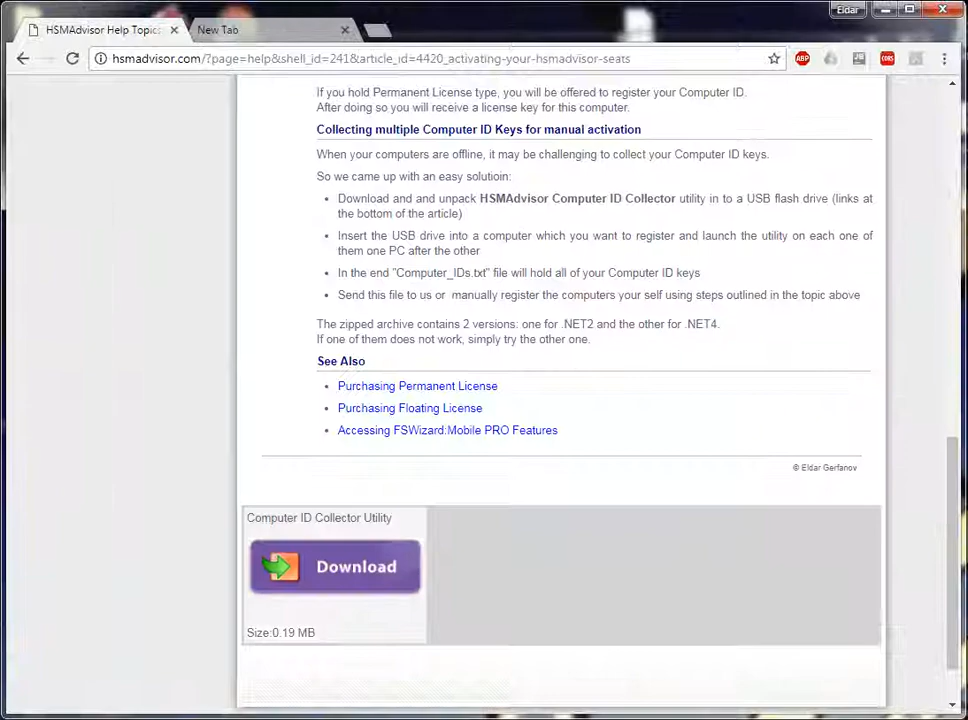 Eldar
HSMAdvisor Help Topics
New Tab
hsmadvisor.com/?page=help&shell_id=241&article_id=4420_activating-your-hsmadvisor-seats
ABP
CORS
If you hold Permanent License type, you will be offered to register your Computer ID.
After doing so you will receive a license key for this computer.
Collecting multiple Computer ID Keys for manual activation
When your computers are offline, it may be challenging to collect your Computer ID keys.
So we came up with an easy solutioin:
• Download and and unpack HSMAdvisor Computer ID Collector utility in to a USB flash drive (links at
the bottom of the article)
• Insert the USB drive into a computer which you want to register and launch the utility on each one of
them one PC after the other
• In the end "Computer_IDs.txt" file will hold all of your Computer ID keys
• Send this file to us or manually register the computers your self using steps outlined in the topic above
The zipped archive contains 2 versions: one for .NET2 and the other for .NET4.
If one of them does not work, simply try the other one.
See Also
• Purchasing Permanent License
• Purchasing Floating License
• Accessing FSWizard:Mobile PRO Features
© Eldar Gerfanov
Computer ID Collector Utility
Download
Size:0.19 MB